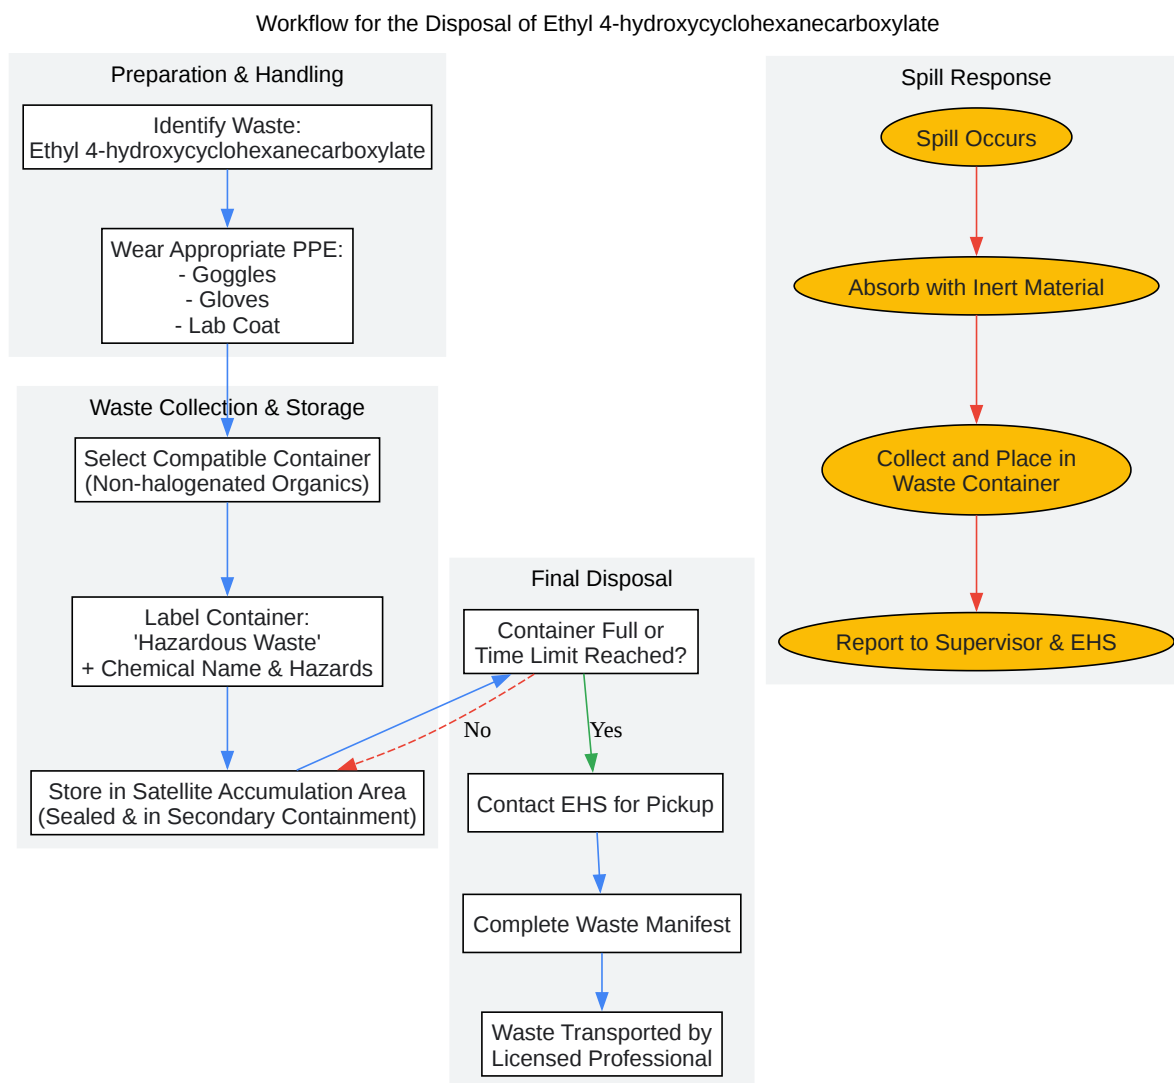 Workflow for the Disposal of Ethyl 4-hydroxycyclohexanecarboxylate
Preparation & Handling
Identify Waste:
Ethyl 4-hydroxycyclohexanecarboxylate
Wear Appropriate PPE:
- Goggles
- Gloves
- Lab Coat
Waste Collection & Storage
Select Compatible Container
(Non-halogenated Organics)
Label Container:
'Hazardous Waste'
+ Chemical Name & Hazards
Store in Satellite Accumulation Area
(Sealed & in Secondary Containment)
Final Disposal
Container Full or
Time Limit Reached?
No
Yes
Contact EHS for Pickup
Complete Waste Manifest
Waste Transported by
Licensed Professional
Spill Response
Spill Occurs
Absorb with Inert Material
Collect and Place in
Waste Container
Report to Supervisor & EHS